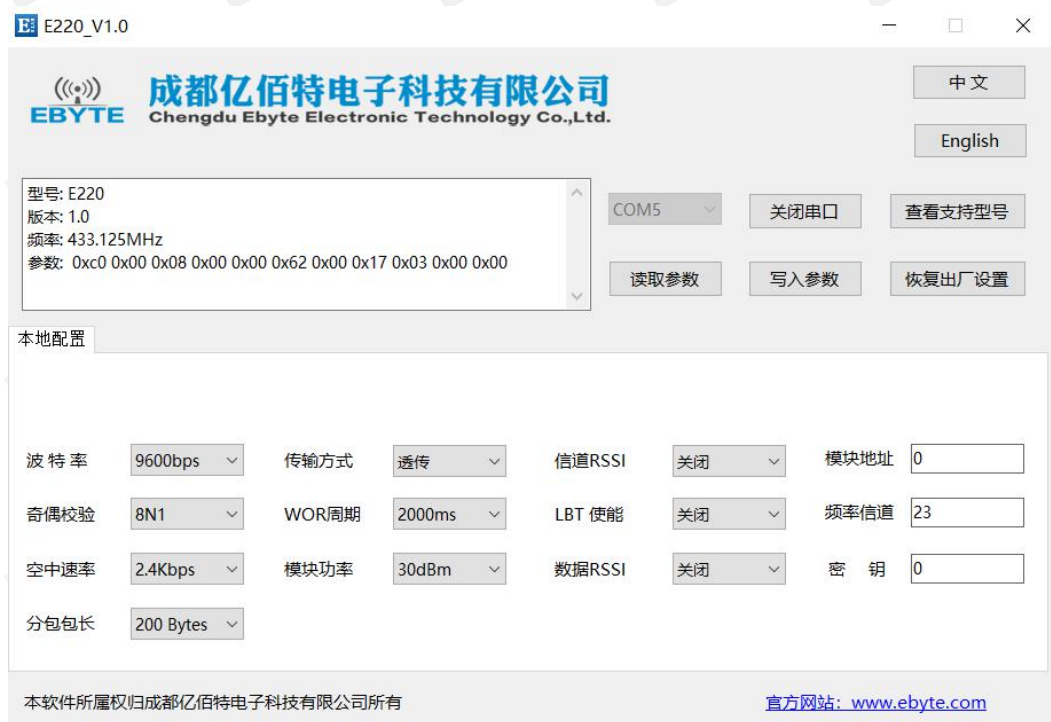 E220_V1.0
EBYTE
成都亿佰特电子科技有限公司
Chengdu Ebyte Electronic Technology Co.,Ltd.
中 文
English
型号: E220
版本: 1.0
频率: 433.125MHz
参数: 0xc0 0x00 0x08 0x00 0x00 0x62 0x00 0x17 0x03 0x00 0x00
COM5 关闭串口 查看支持型号
读取参数 写入参数 恢复出厂设置
本地配置
波 特 率 9600bps 传输方式 透传 信道RSSI 关闭 模块地址 0
奇偶校验 8N1 WOR周期 2000ms LBT 使能 关闭 频率信道 23
空中速率 2.4Kbps 模块功率 30dBm 数据RSSI 关闭 密 钥 0
分包包长 200 Bytes
本软件所属权归成都亿佰特电子科技有限公司所有 官方网站：www.ebyte.com